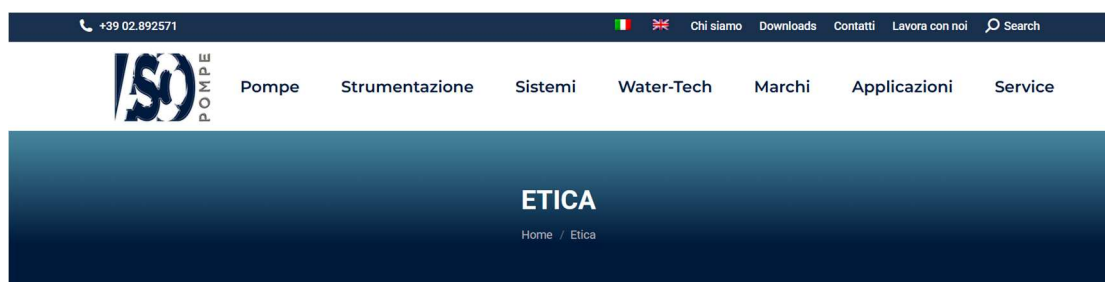 +39 02.892571
Chi siamo Downloads Contatti Lavora con noi Search
ASO POMPE
Pompe Strumentazione Sistemi Water-Tech Marchi Applicazioni Service
ETICA
Home / Etica